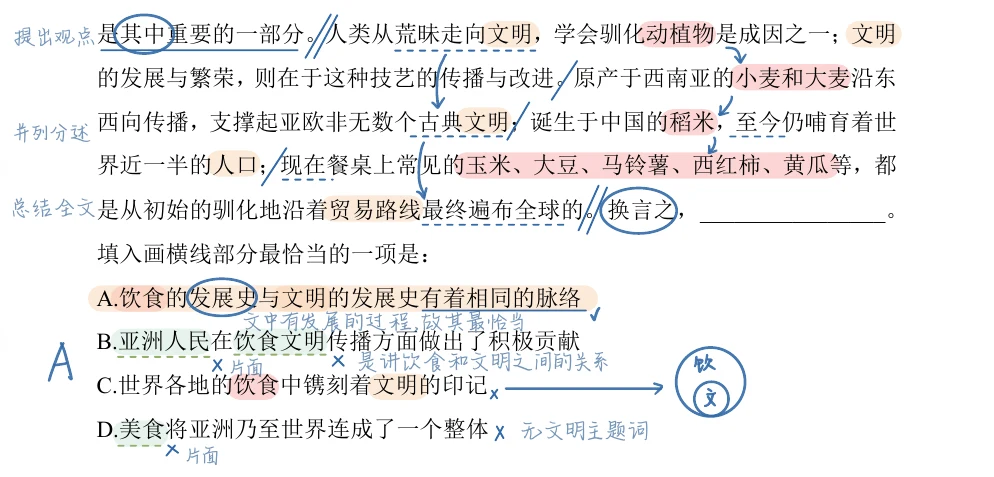 提出观点 是其中重要的一部分。人类从荒昧走向文明，学会驯化动植物是成因之一；文明
的发展与繁荣，则在于这种技艺的传播与改进。原产于西南亚的小麦和大麦沿东
并列分述 西向传播，支撑起亚欧非无数个古典文明；诞生于中国的稻米，至今仍哺育着世
界近一半的人口；现在餐桌上常见的玉米、大豆、马铃薯、西红柿、黄瓜等，都
总结全文 是从初始的驯化地沿着贸易路线最终遍布全球的。换言之，________________。
填入画横线部分最恰当的一项是：
A.饮食的发展史与文明的发展史有着相同的脉络
文中有发展的过程,故其最恰当
B.亚洲人民在饮食文明传播方面做出了积极贡献
A × 片面 × 是讲饮食和文明之间的关系
C.世界各地的饮食中镌刻着文明的印记 × 饮 文
D.美食将亚洲乃至世界连成了一个整体 × 无文明主题词
× 片面